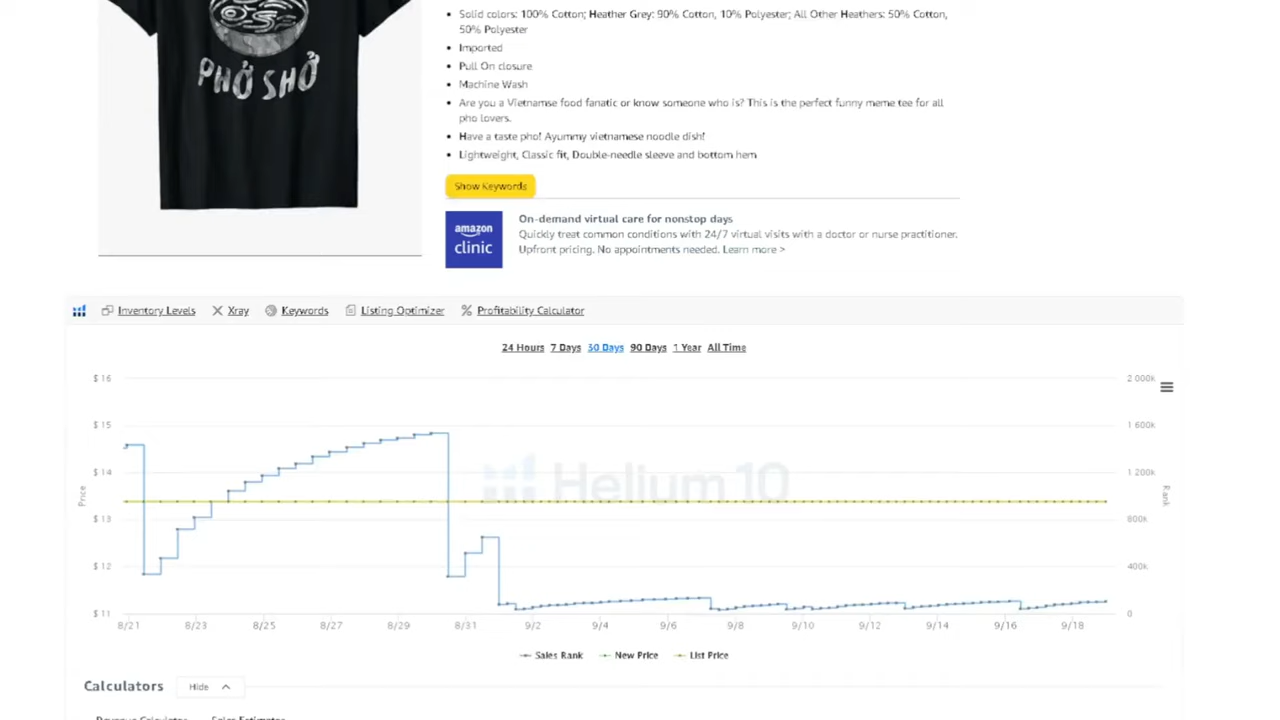 PHỞ SHỞ
Solid colors: 100% Cotton; Heather Grey: 90% Cotton, 10% Polyester; All Other Heathers: 50% Cotton,
50% Polyester
Imported
Pull On closure
Machine Wash
Are you a Vietnamse food fanatic or know someone who is? This is the perfect funny meme tee for all
pho lovers.
Have a taste pho! Ayummy vietnamese noodle dish!
Lightweight, Classic fit, Double-needle sleeve and bottom hem
Show Keywords
amazon
clinic
On-demand virtual care for nonstop days
Quickly treat common conditions with 24/7 virtual visits with a doctor or nurse practitioner.
Upfront pricing. No appointments needed. Learn more >
Inventory Levels Xray Keywords Listing Optimizer Profitability Calculator
24 Hours 7 Days 30 Days 90 Days 1 Year All Time
$ 16 2 000k
$ 15 1 600k
$ 14 1 200k
Helium 10
Price Rank
$ 13 800k
$ 12 400k
$ 11 0
8/21 8/23 8/25 8/27 8/29 8/31 9/2 9/4 9/6 9/8 9/10 9/12 9/14 9/16 9/18
Sales Rank New Price List Price
Calculators Hide
Revenue Calculator Sales Estimator